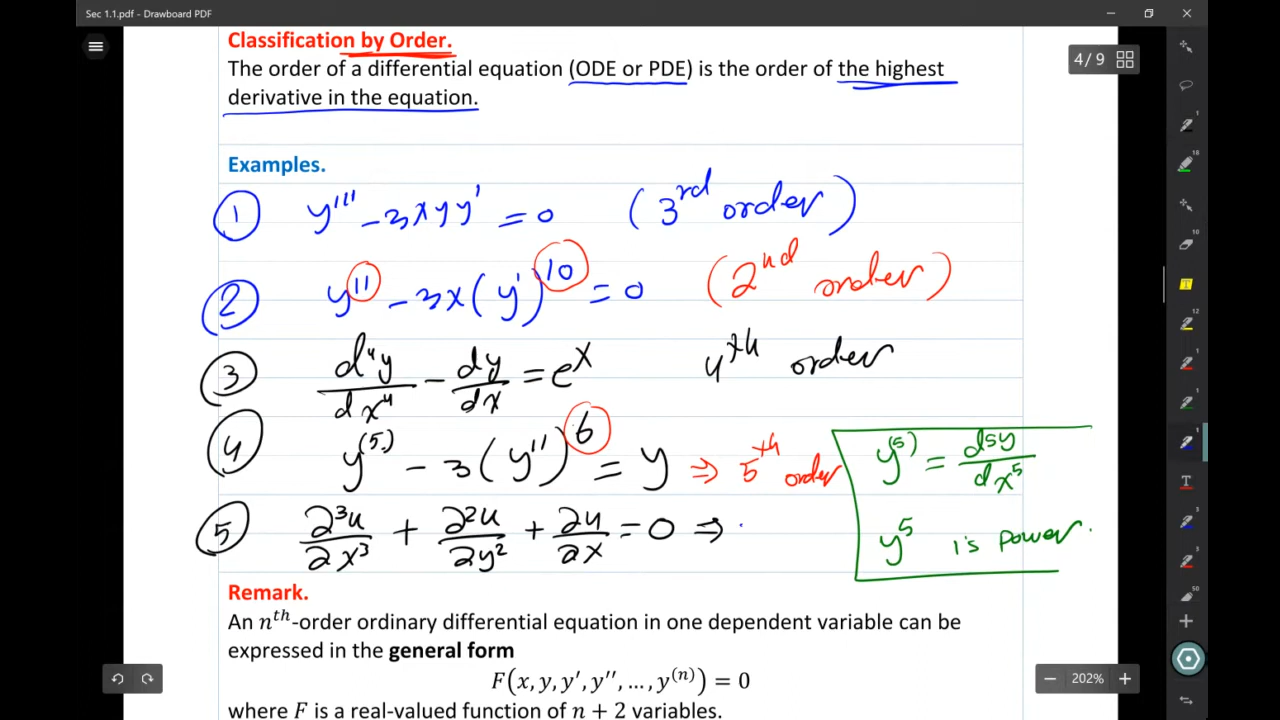 Sec 1.1.pdf - Drawboard PDF
4 / 9
Classification by Order.
The order of a differential equation (ODE or PDE) is the order of the highest
derivative in the equation.
Examples.
① y''' - 3xyy' = 0 (3rd order)
② y'' - 3x(y')^10 = 0 (2nd order)
③ d⁴y/dx⁴ - dy/dx = e^x 4th order
④ y^(5) - 3(y'')^6 = y ⇒ 5th order
y^(5) = d5y/dx^5
⑤ ∂³u/∂x³ + ∂²u/∂y² + ∂u/∂x = 0 ⇒
y^5 is power.
Remark.
An n^th-order ordinary differential equation in one dependent variable can be
expressed in the general form
F(x, y, y', y'', ..., y^(n)) = 0
where F is a real-valued function of n + 2 variables.
202%